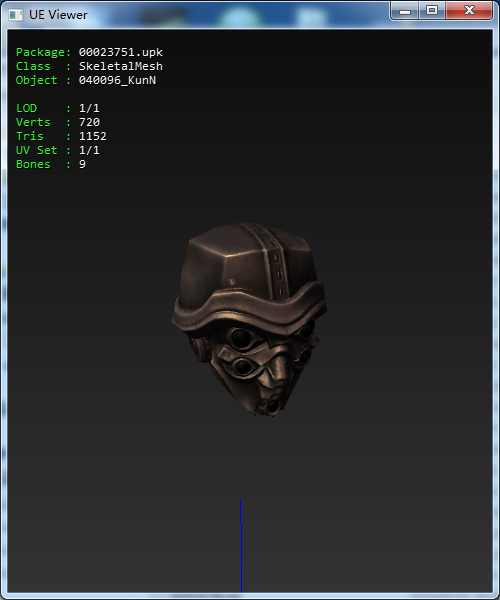 UE Viewer
Package: 00023751.upk
Class  : SkeletalMesh
Object : 040096_KunN
LOD    : 1/1
Verts  : 720
Tris   : 1152
UV Set : 1/1
Bones  : 9